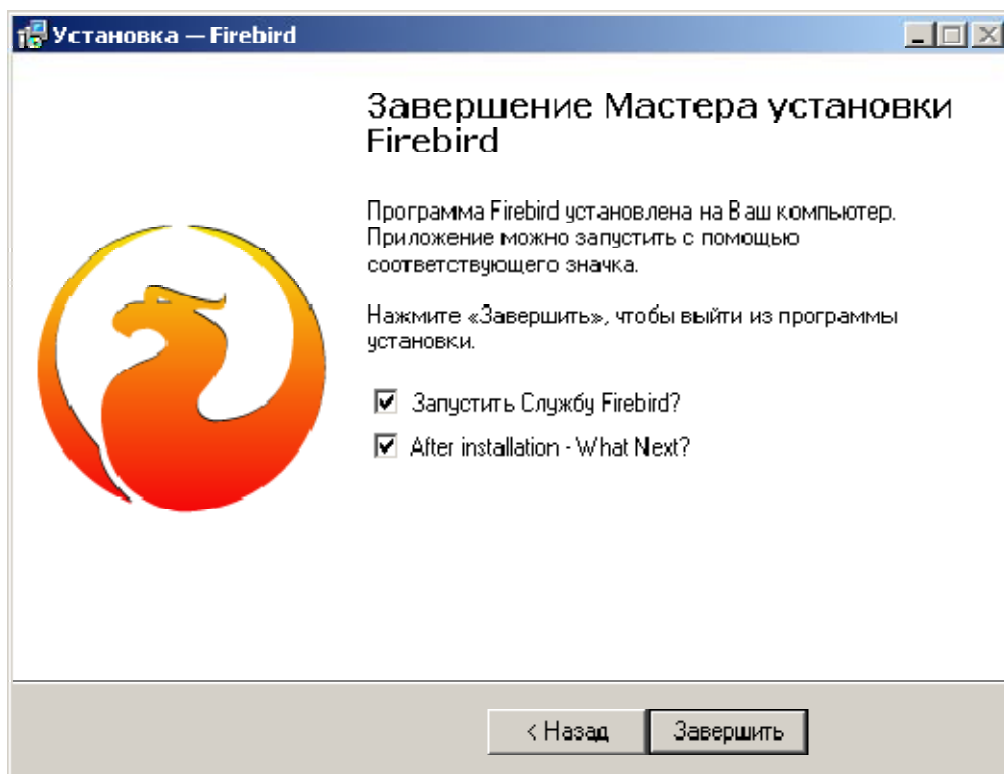 Установка — Firebird
Завершение Мастера установки
Firebird
Программа Firebird установлена на Ваш компьютер.
Приложение можно запустить с помощью
соответствующего значка.
Нажмите «Завершить», чтобы выйти из программы
установки.
Запустить Службу Firebird?
After installation - What Next?
< Назад
Завершить